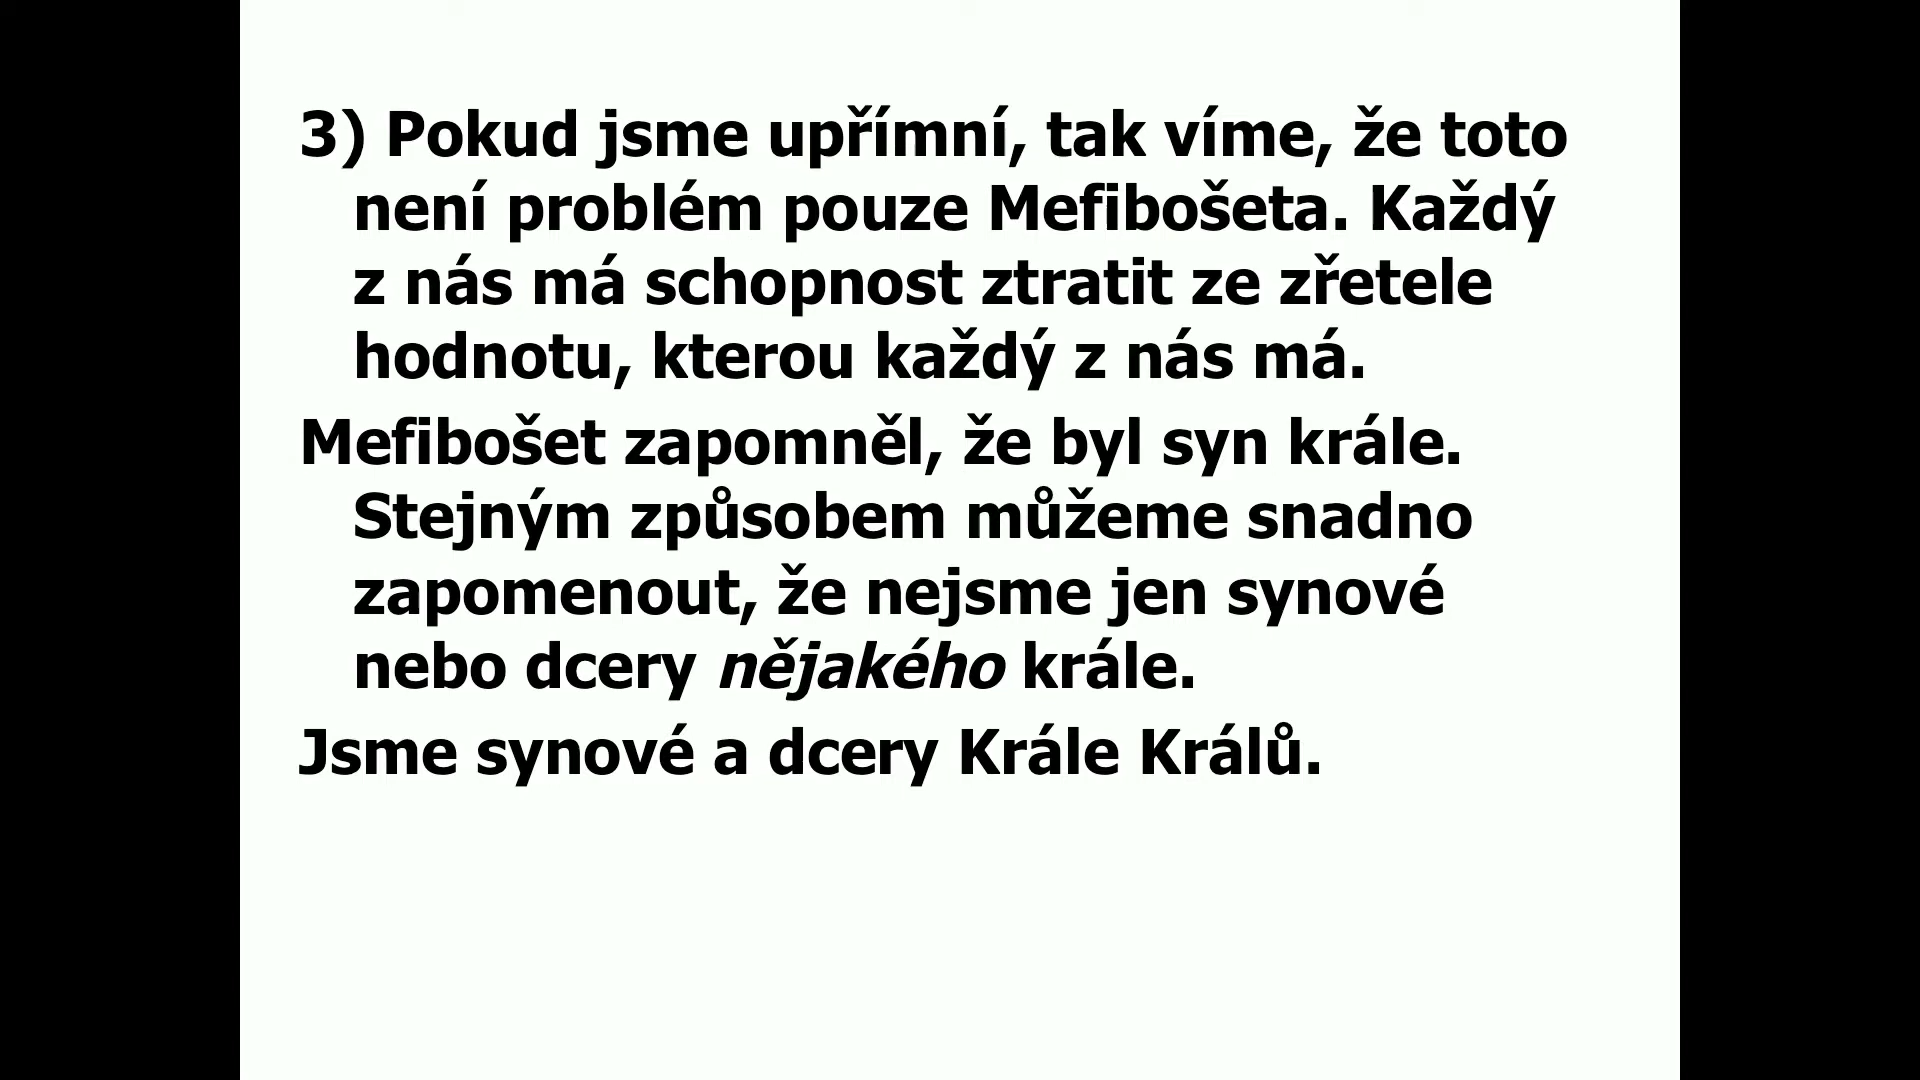 3) Pokud jsme upřímní, tak víme, že toto
není problém pouze Mefibošeta. Každý
z nás má schopnost ztratit ze zřetele
hodnotu, kterou každý z nás má.
Mefibošet zapomněl, že byl syn krále.
Stejným způsobem můžeme snadno
zapomenout, že nejsme jen synové
nebo dcery nějakého krále.
Jsme synové a dcery Krále Králů.